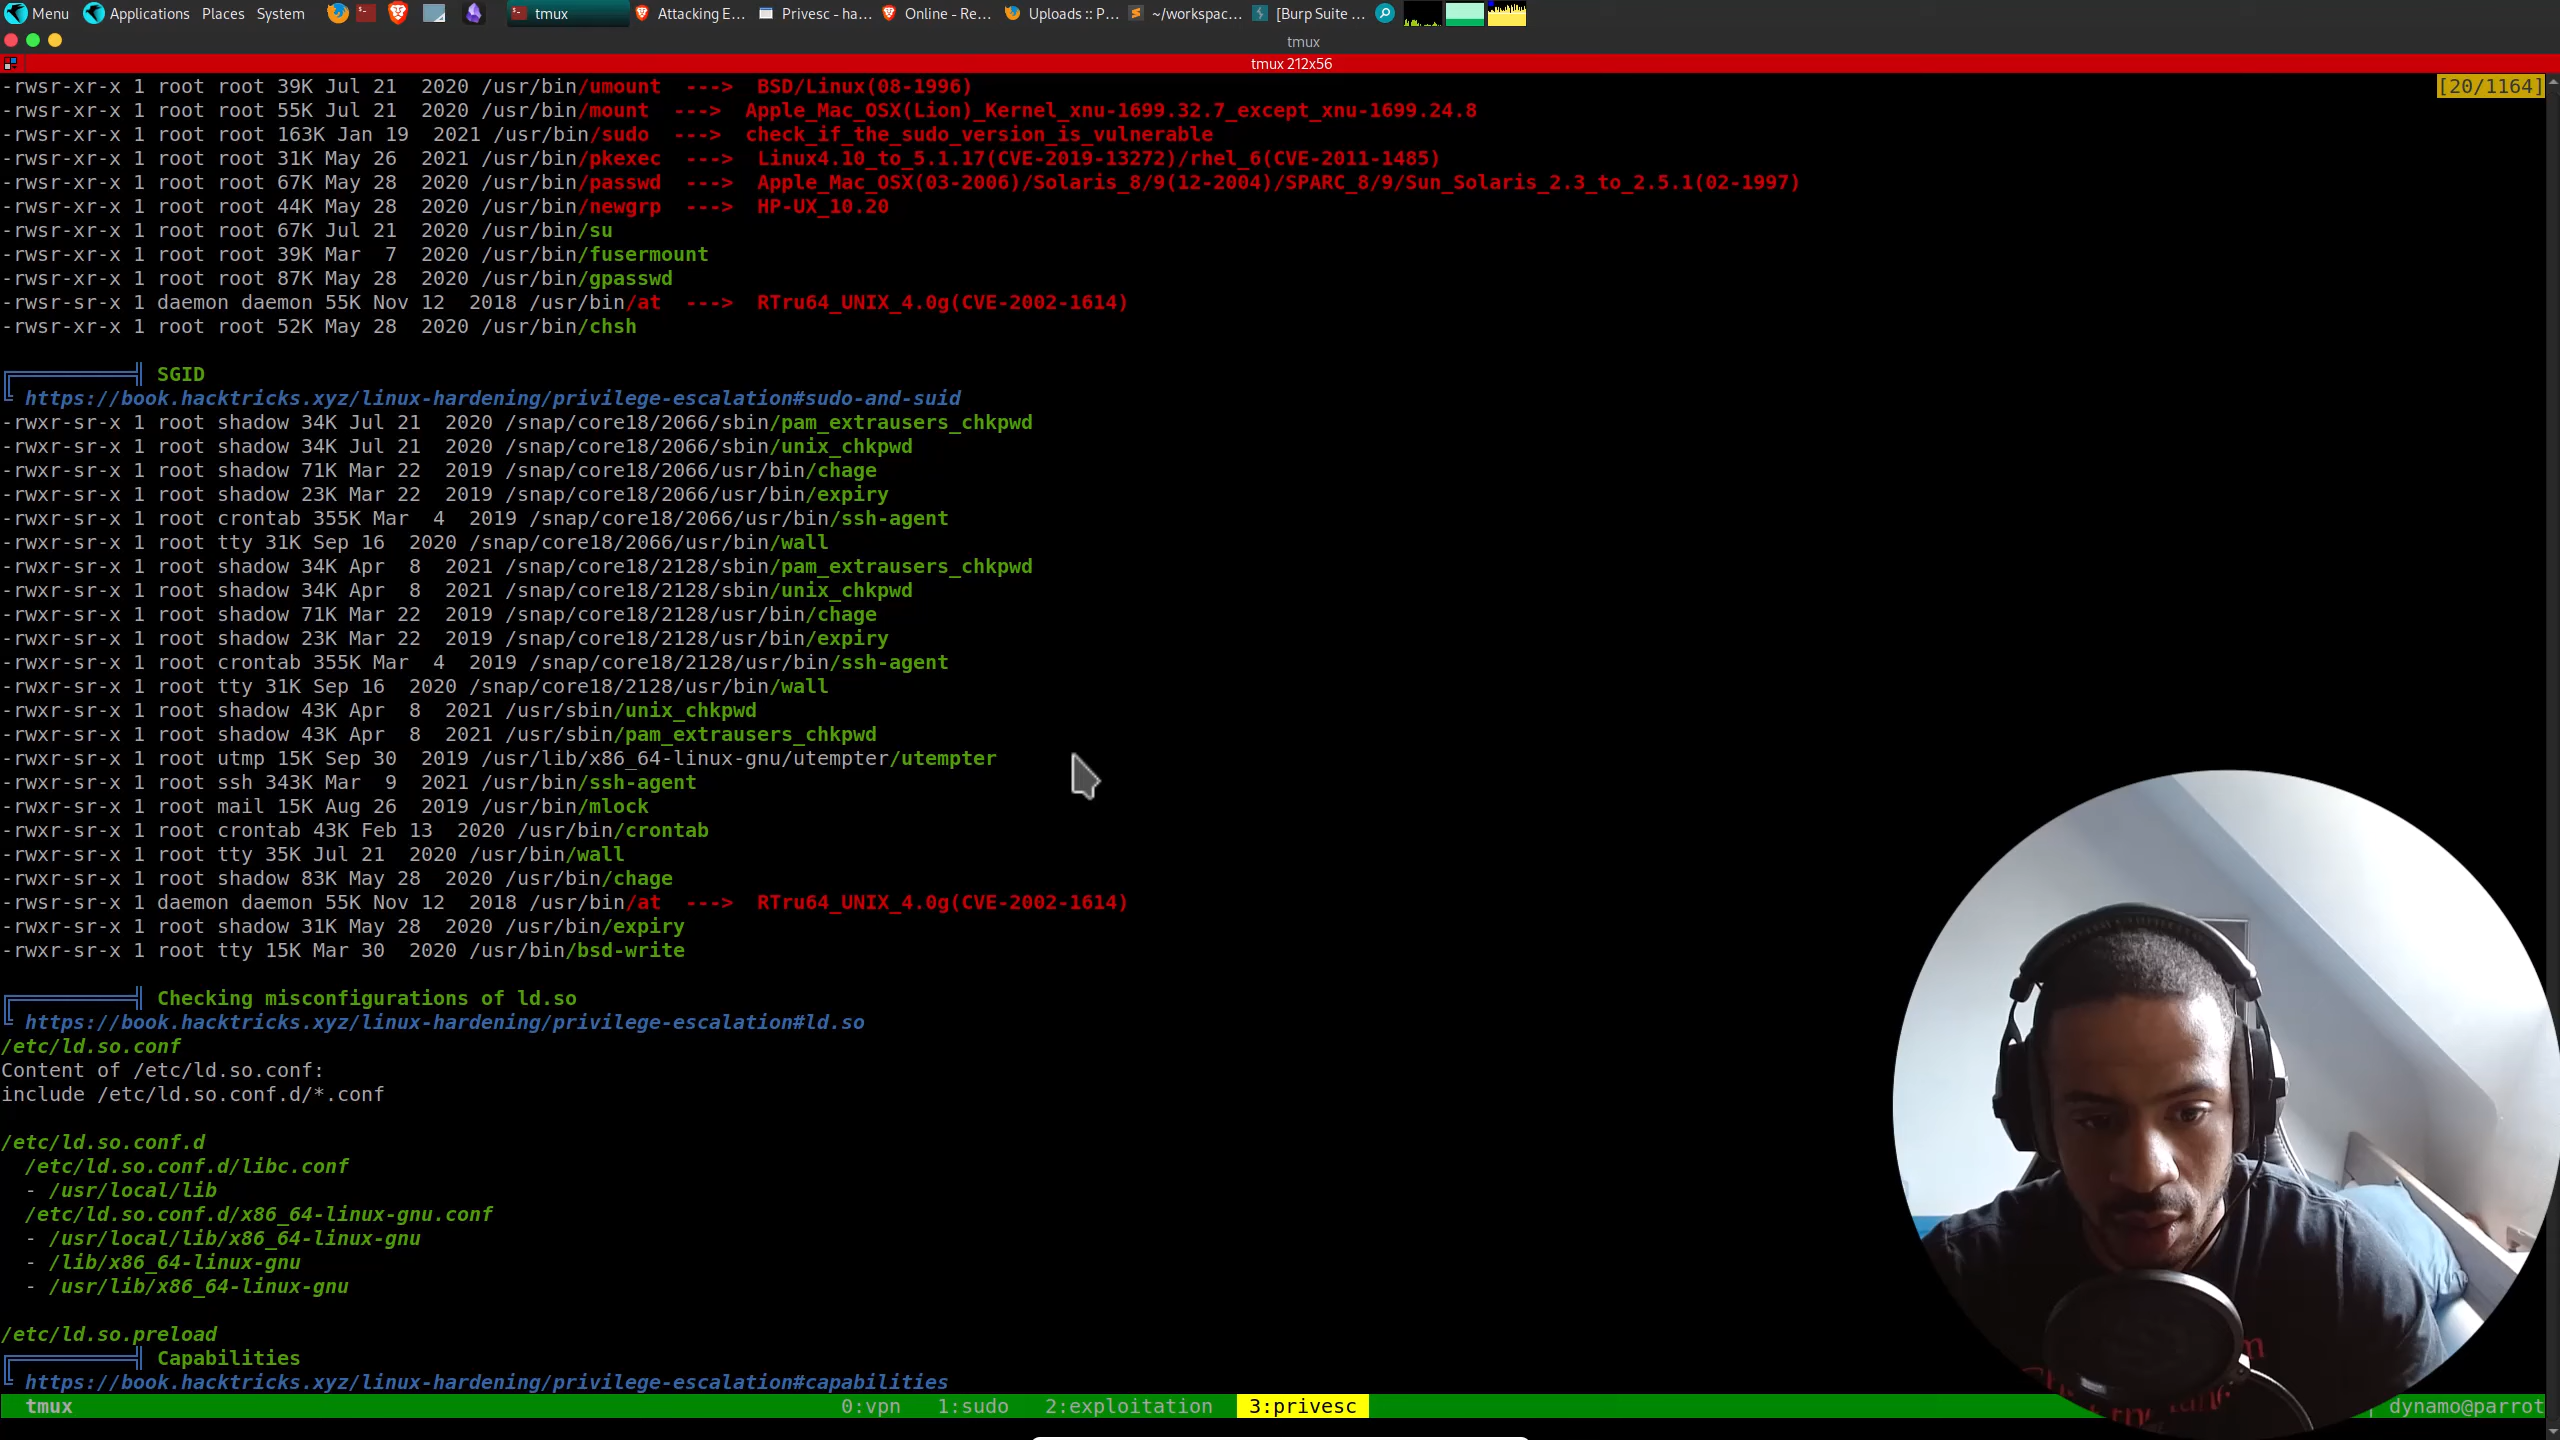 Menu Applications Places System tmux Attacking E... Privesc - ha... Online - Re... Uploads :: P... ~/workspac... [Burp Suite ...
tmux
tmux 212x56
-rwsr-xr-x 1 root root 39K Jul 21  2020 /usr/bin/umount  --->  BSD/Linux(08-1996) [20/1164]
-rwsr-xr-x 1 root root 55K Jul 21  2020 /usr/bin/mount  --->  Apple_Mac_OSX(Lion)_Kernel_xnu-1699.32.7_except_xnu-1699.24.8
-rwsr-xr-x 1 root root 163K Jan 19  2021 /usr/bin/sudo  --->  check_if_the_sudo_version_is_vulnerable
-rwsr-xr-x 1 root root 31K May 26  2021 /usr/bin/pkexec  --->  Linux4.10_to_5.1.17(CVE-2019-13272)/rhel_6(CVE-2011-1485)
-rwsr-xr-x 1 root root 67K May 28  2020 /usr/bin/passwd  --->  Apple_Mac_OSX(03-2006)/Solaris_8/9(12-2004)/SPARC_8/9/Sun_Solaris_2.3_to_2.5.1(02-1997)
-rwsr-xr-x 1 root root 44K May 28  2020 /usr/bin/newgrp  --->  HP-UX_10.20
-rwsr-xr-x 1 root root 67K Jul 21  2020 /usr/bin/su
-rwsr-xr-x 1 root root 39K Mar  7  2020 /usr/bin/fusermount
-rwsr-xr-x 1 root root 87K May 28  2020 /usr/bin/gpasswd
-rwsr-sr-x 1 daemon daemon 55K Nov 12  2018 /usr/bin/at  --->  RTru64_UNIX_4.0g(CVE-2002-1614)
-rwsr-xr-x 1 root root 52K May 28  2020 /usr/bin/chsh
SGID
https://book.hacktricks.xyz/linux-hardening/privilege-escalation#sudo-and-suid
-rwxr-sr-x 1 root shadow 34K Jul 21  2020 /snap/core18/2066/sbin/pam_extrausers_chkpwd
-rwxr-sr-x 1 root shadow 34K Jul 21  2020 /snap/core18/2066/sbin/unix_chkpwd
-rwxr-sr-x 1 root shadow 71K Mar 22  2019 /snap/core18/2066/usr/bin/chage
-rwxr-sr-x 1 root shadow 23K Mar 22  2019 /snap/core18/2066/usr/bin/expiry
-rwxr-sr-x 1 root crontab 355K Mar  4  2019 /snap/core18/2066/usr/bin/ssh-agent
-rwxr-sr-x 1 root tty 31K Sep 16  2020 /snap/core18/2066/usr/bin/wall
-rwxr-sr-x 1 root shadow 34K Apr  8  2021 /snap/core18/2128/sbin/pam_extrausers_chkpwd
-rwxr-sr-x 1 root shadow 34K Apr  8  2021 /snap/core18/2128/sbin/unix_chkpwd
-rwxr-sr-x 1 root shadow 71K Mar 22  2019 /snap/core18/2128/usr/bin/chage
-rwxr-sr-x 1 root shadow 23K Mar 22  2019 /snap/core18/2128/usr/bin/expiry
-rwxr-sr-x 1 root crontab 355K Mar  4  2019 /snap/core18/2128/usr/bin/ssh-agent
-rwxr-sr-x 1 root tty 31K Sep 16  2020 /snap/core18/2128/usr/bin/wall
-rwxr-sr-x 1 root shadow 43K Apr  8  2021 /usr/sbin/unix_chkpwd
-rwxr-sr-x 1 root shadow 43K Apr  8  2021 /usr/sbin/pam_extrausers_chkpwd
-rwxr-sr-x 1 root utmp 15K Sep 30  2019 /usr/lib/x86_64-linux-gnu/utempter/utempter
-rwxr-sr-x 1 root ssh 343K Mar  9  2021 /usr/bin/ssh-agent
-rwxr-sr-x 1 root mail 15K Aug 26  2019 /usr/bin/mlock
-rwxr-sr-x 1 root crontab 43K Feb 13  2020 /usr/bin/crontab
-rwxr-sr-x 1 root tty 35K Jul 21  2020 /usr/bin/wall
-rwxr-sr-x 1 root shadow 83K May 28  2020 /usr/bin/chage
-rwsr-sr-x 1 daemon daemon 55K Nov 12  2018 /usr/bin/at  --->  RTru64_UNIX_4.0g(CVE-2002-1614)
-rwxr-sr-x 1 root shadow 31K May 28  2020 /usr/bin/expiry
-rwxr-sr-x 1 root tty 15K Mar 30  2020 /usr/bin/bsd-write
Checking misconfigurations of ld.so
https://book.hacktricks.xyz/linux-hardening/privilege-escalation#ld.so
/etc/ld.so.conf
Content of /etc/ld.so.conf:
include /etc/ld.so.conf.d/*.conf
/etc/ld.so.conf.d
/etc/ld.so.conf.d/libc.conf
- /usr/local/lib
/etc/ld.so.conf.d/x86_64-linux-gnu.conf
- /usr/local/lib/x86_64-linux-gnu
- /lib/x86_64-linux-gnu
- /usr/lib/x86_64-linux-gnu
/etc/ld.so.preload
Capabilities
https://book.hacktricks.xyz/linux-hardening/privilege-escalation#capabilities
tmux 0:vpn 1:sudo 2:exploitation 3:privesc dynamo@parrot